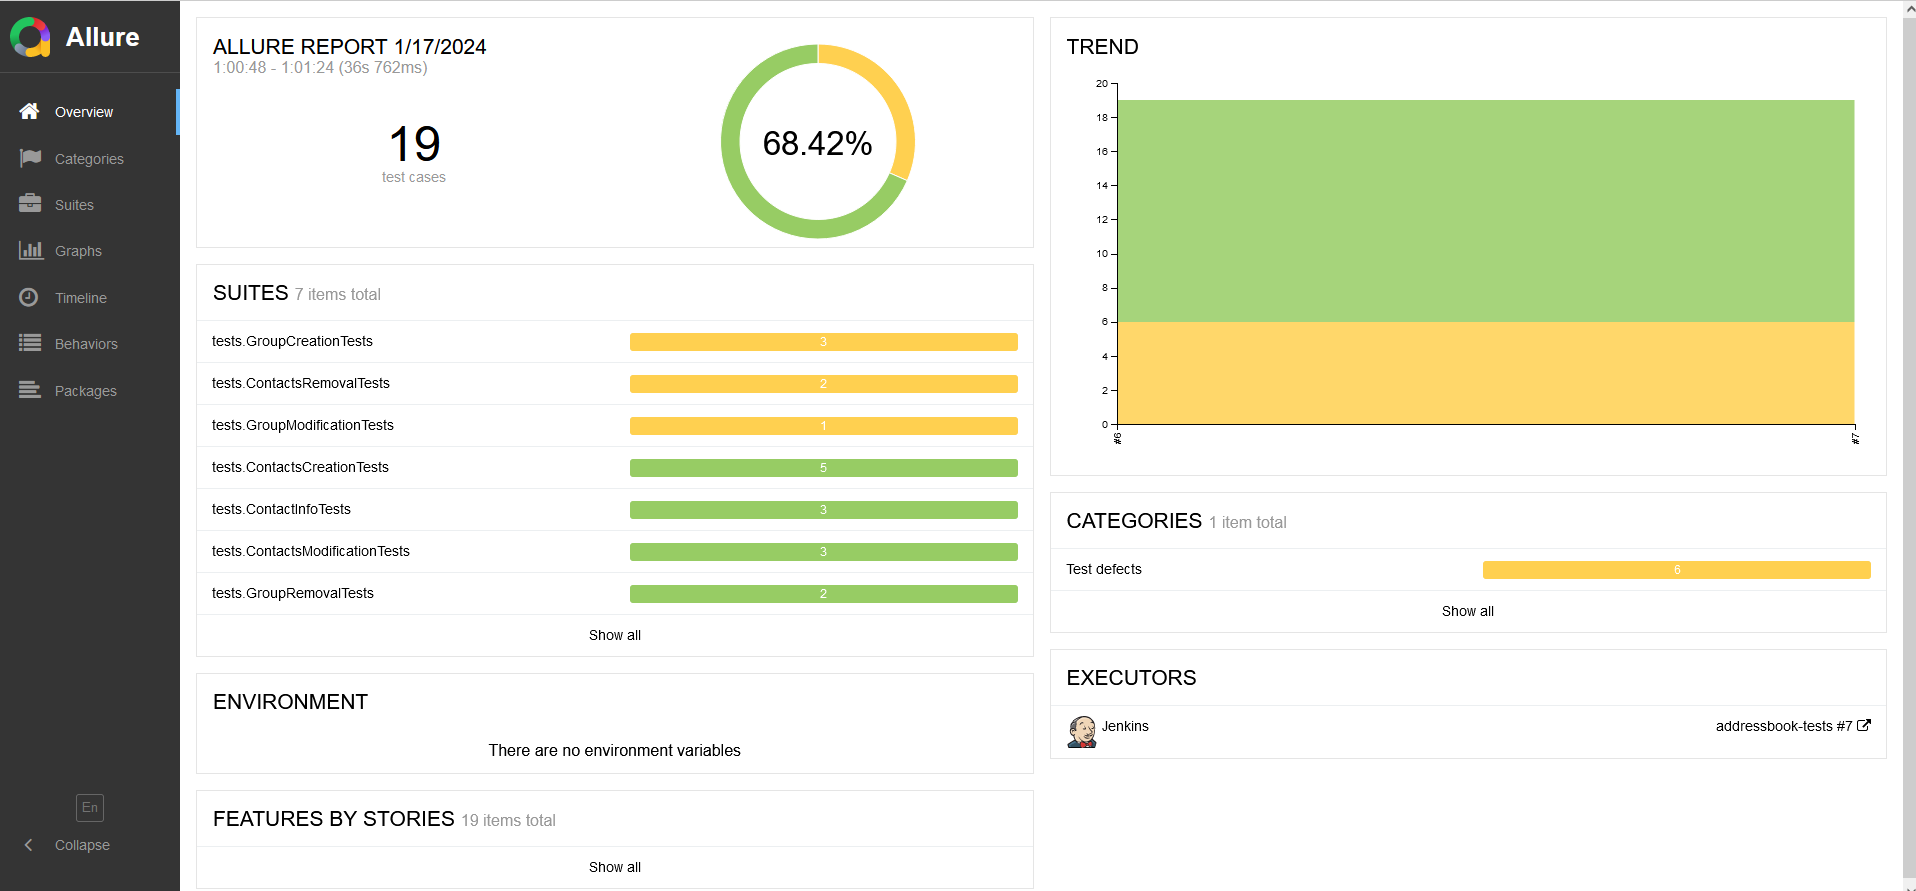 Allure
Overview
Categories
Suites
Graphs
Timeline
Behaviors
Packages
En
Collapse
ALLURE REPORT 1/17/2024
1:00:48 - 1:01:24 (36s 762ms)
19
test cases
68.42%
SUITES 7 items total
tests.GroupCreationTests 3
tests.ContactsRemovalTests 2
tests.GroupModificationTests 1
tests.ContactsCreationTests 5
tests.ContactInfoTests 3
tests.ContactsModificationTests 3
tests.GroupRemovalTests 2
Show all
ENVIRONMENT
There are no environment variables
FEATURES BY STORIES 19 items total
Show all
TREND
20
18
16
14
12
10
8
6
4
2
0
#6
#7
CATEGORIES 1 item total
Test defects 6
Show all
EXECUTORS
Jenkins addressbook-tests #7